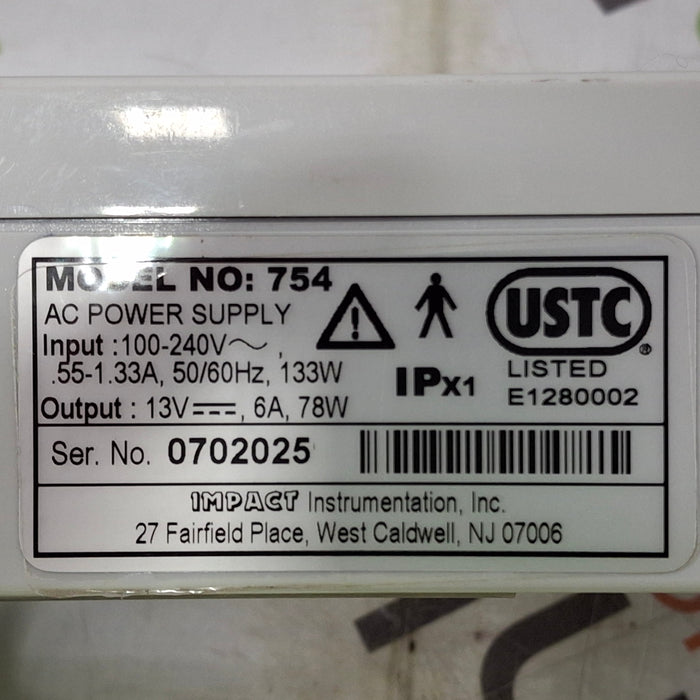 MODEL NO: 754
AC POWER SUPPLY
Input :100-240V～,
.55-1.33A, 50/60Hz, 133W
Output : 13V⎓, 6A, 78W
IPX1
USTC ®
LISTED
E1280002
Ser. No. 0702025
IMPACT Instrumentation, Inc.
27 Fairfield Place, West Caldwell, NJ 07006